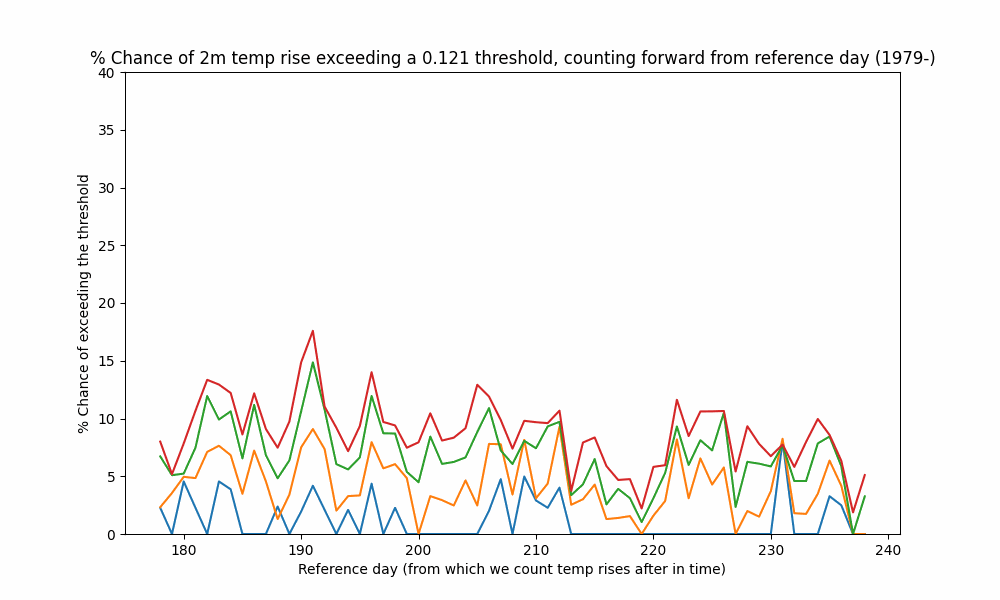 % Chance of 2m temp rise exceeding a 0.121 threshold, counting forward from reference day (1979-)
% Chance of exceeding the threshold
40
35
30
25
20
15
10
5
0
180 190 200 210 220 230 240
Reference day (from which we count temp rises after in time)